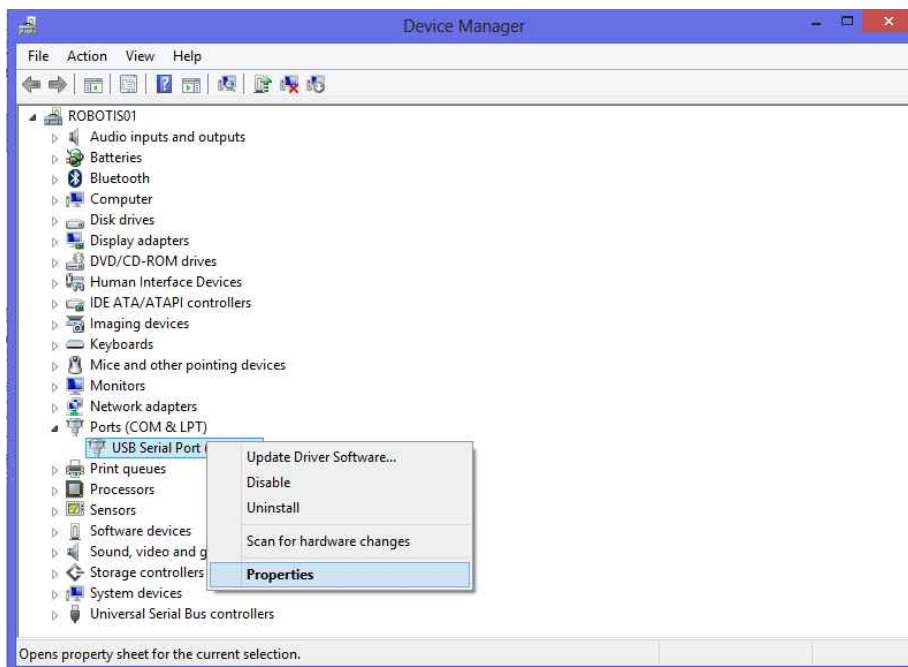 Device Manager
File Action View Help
ROBOTIS01
Audio inputs and outputs
Batteries
Bluetooth
Computer
Disk drives
Display adapters
DVD/CD-ROM drives
Human Interface Devices
IDE ATA/ATAPI controllers
Imaging devices
Keyboards
Mice and other pointing devices
Monitors
Network adapters
Ports (COM & LPT)
USB Serial Port (
Print queues
Processors
Sensors
Software devices
Sound, video and g
Storage controllers
System devices
Universal Serial Bus controllers
Update Driver Software...
Disable
Uninstall
Scan for hardware changes
Properties
Opens property sheet for the current selection.